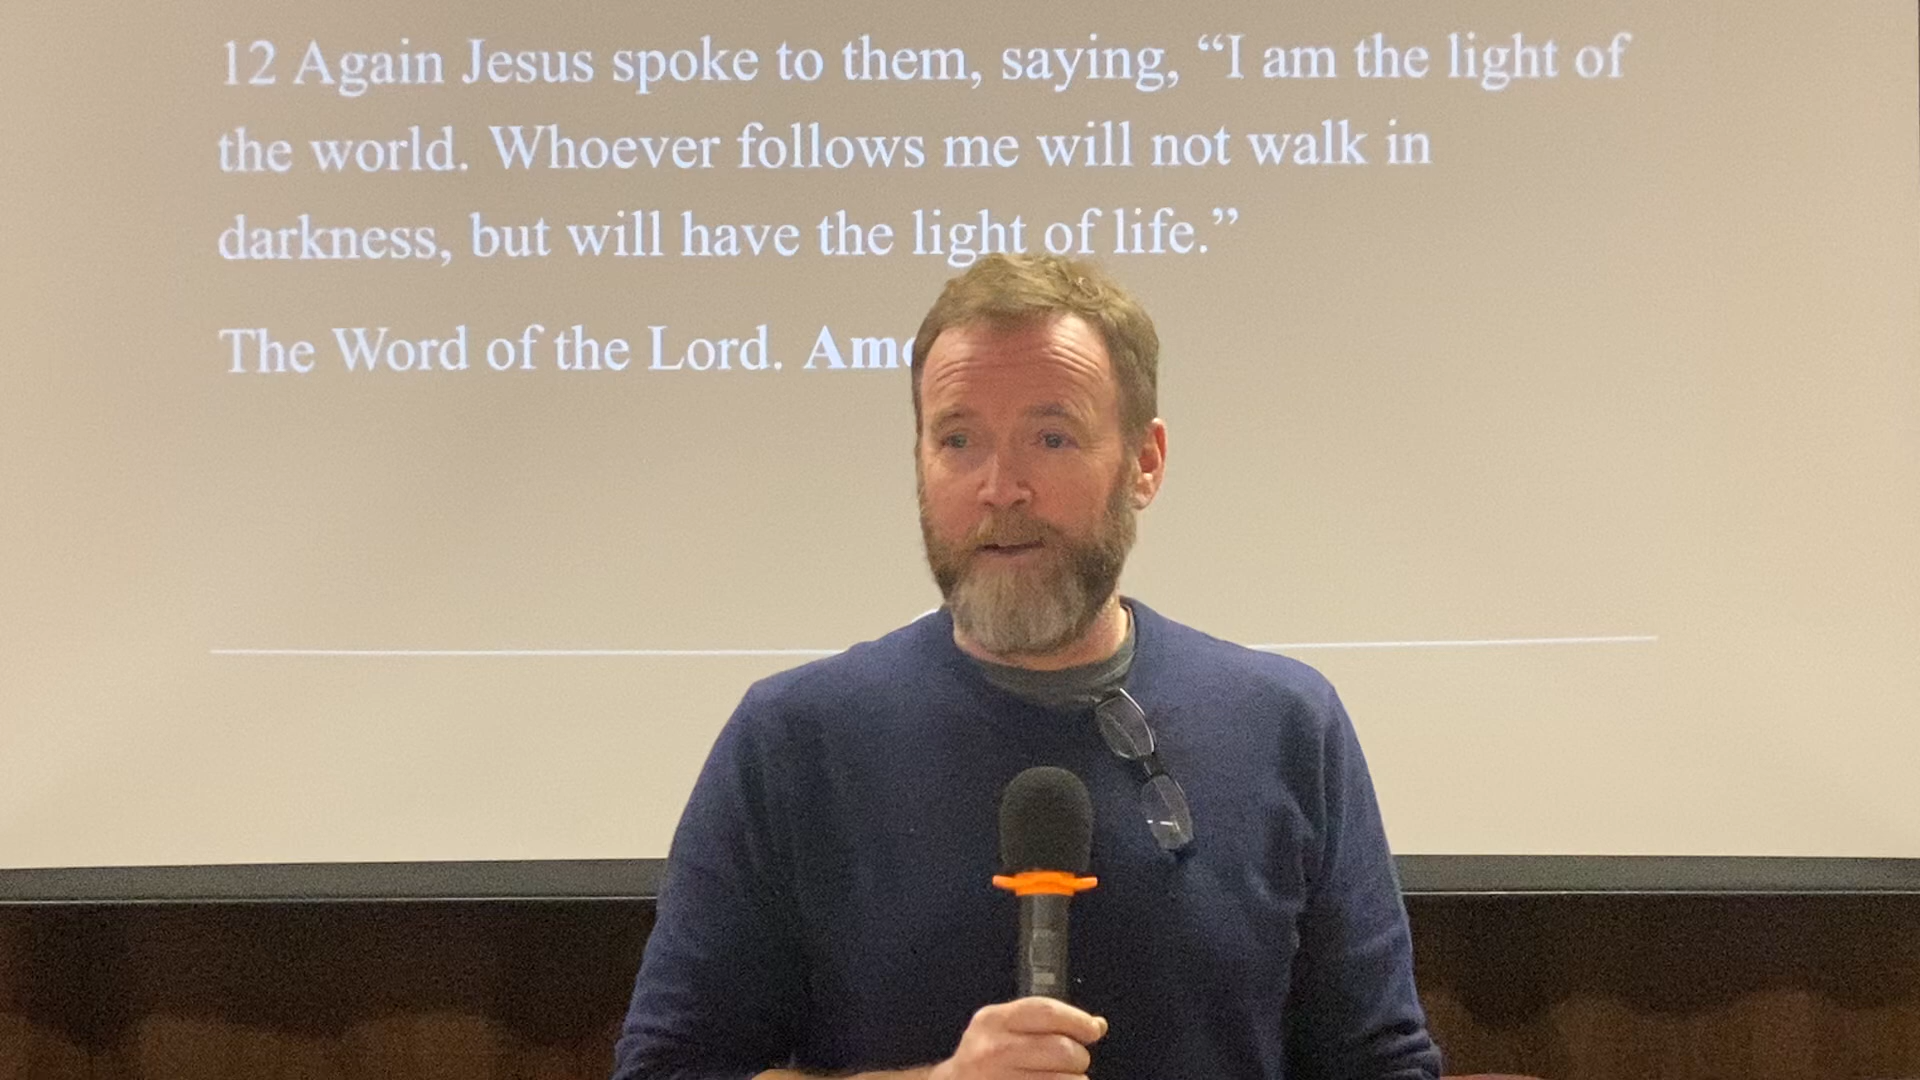 12 Again Jesus spoke to them, saying, “I am the light of
the world. Whoever follows me will not walk in
darkness, but will have the light of life.”
The Word of the Lord.